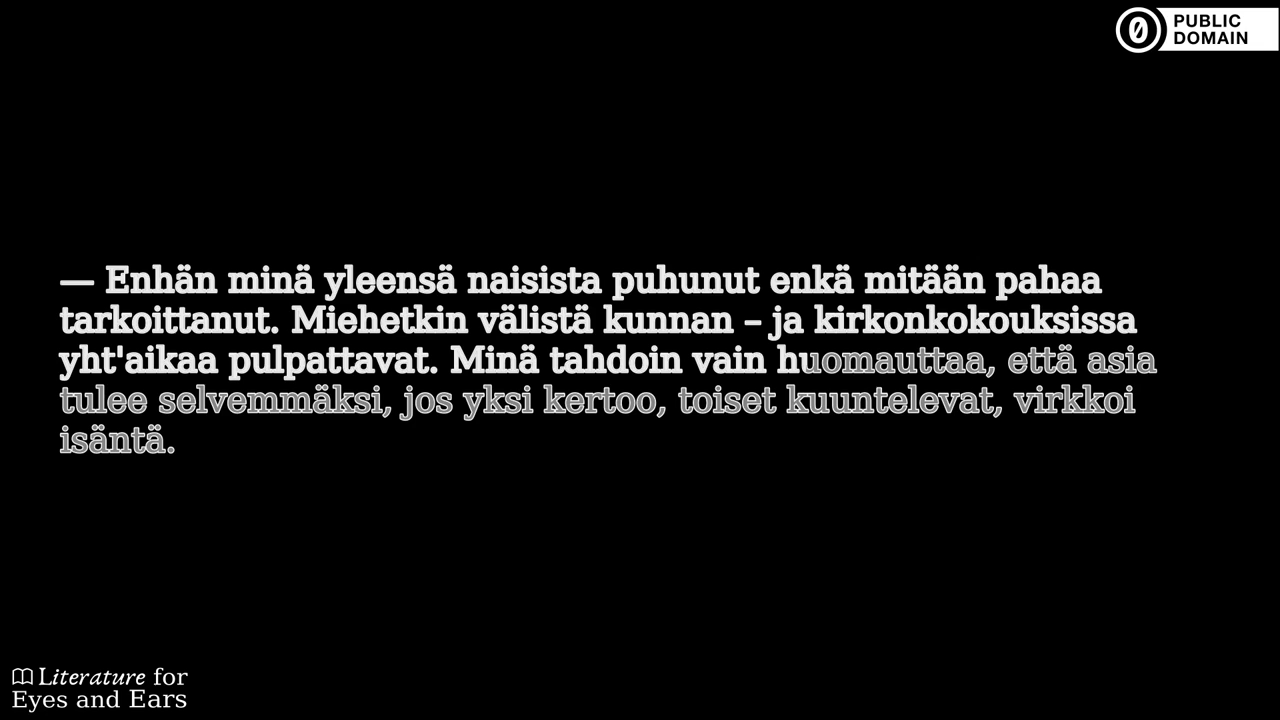 PUBLIC
DOMAIN
— Enhän minä yleensä naisista puhunut enkä mitään pahaa
tarkoittanut. Miehetkin välistä kunnan – ja kirkonkokouksissa
yht'aikaa pulpattavat. Minä tahdoin vain huomauttaa, että asia
tulee selvemmäksi, jos yksi kertoo, toiset kuuntelevat, virkkoi
isäntä.
Literature for
Eyes and Ears